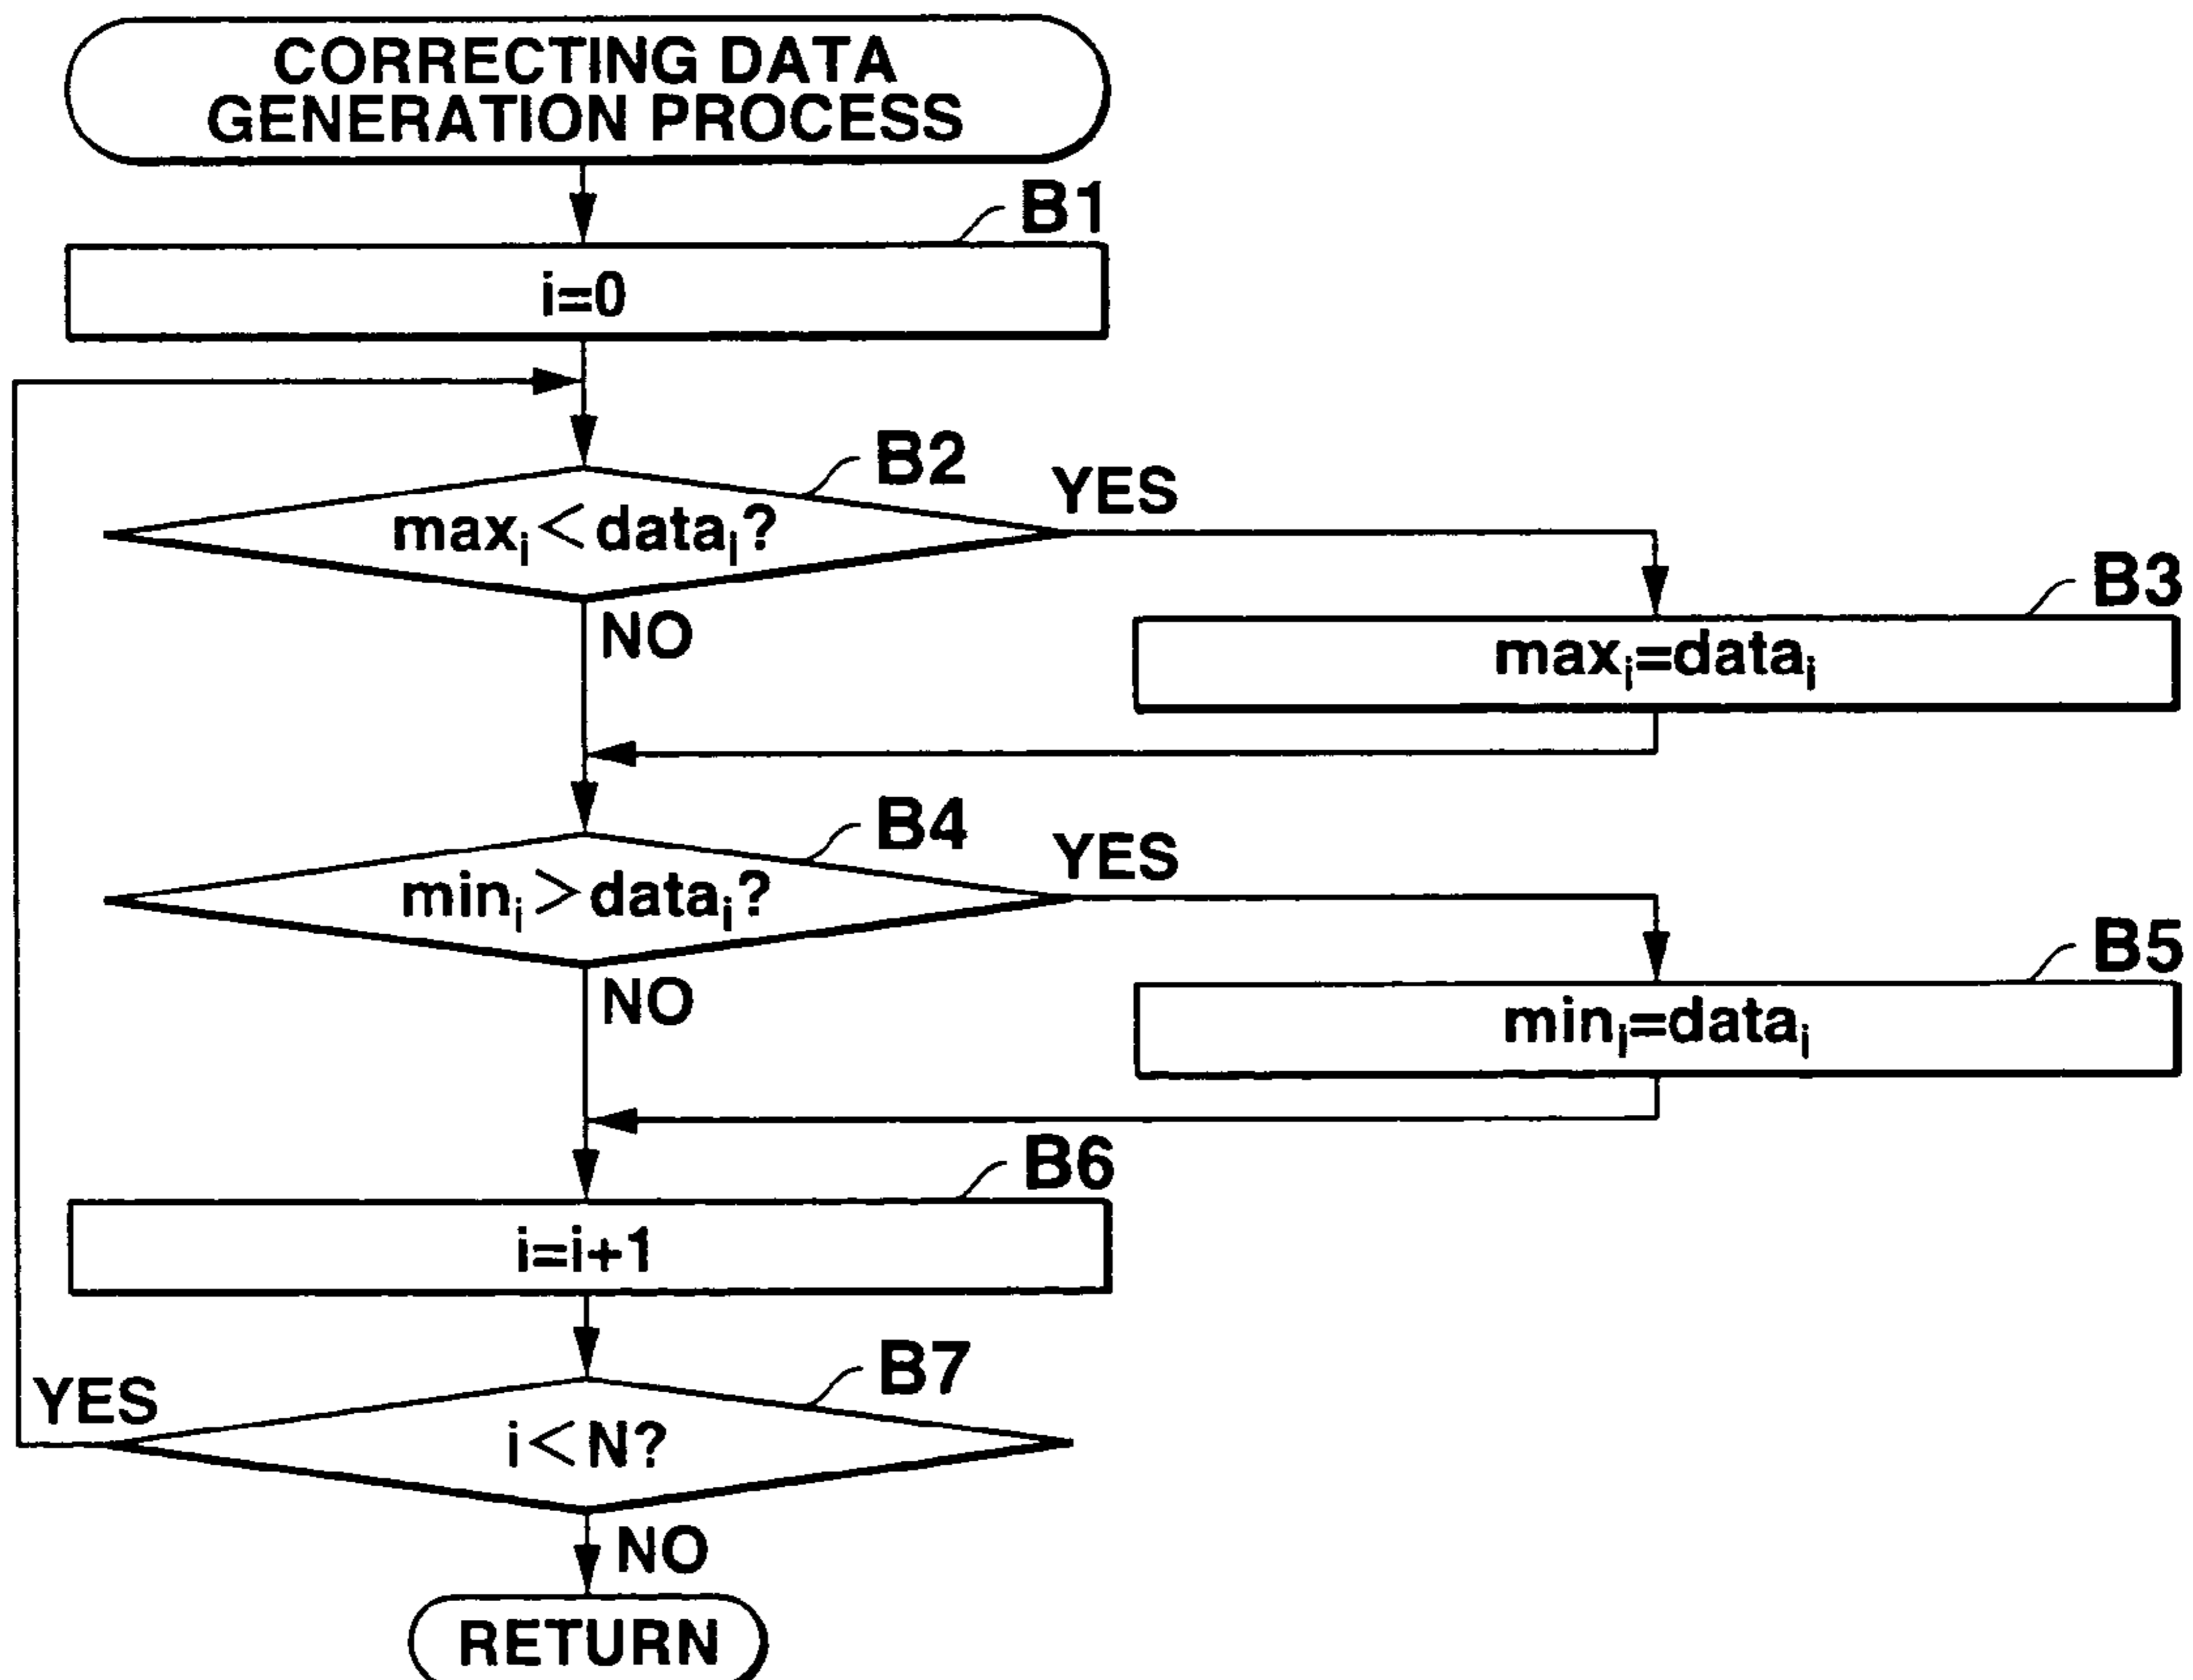 CORRECTING DATA
GENERATION PROCESS
B1
i=0
B2
maxᵢ<dataᵢ?
YES
NO
B3
maxᵢ=dataᵢ
B4
minᵢ>dataᵢ?
YES
NO
B5
minᵢ=dataᵢ
B6
i=i+1
B7
i<N?
YES
NO
RETURN